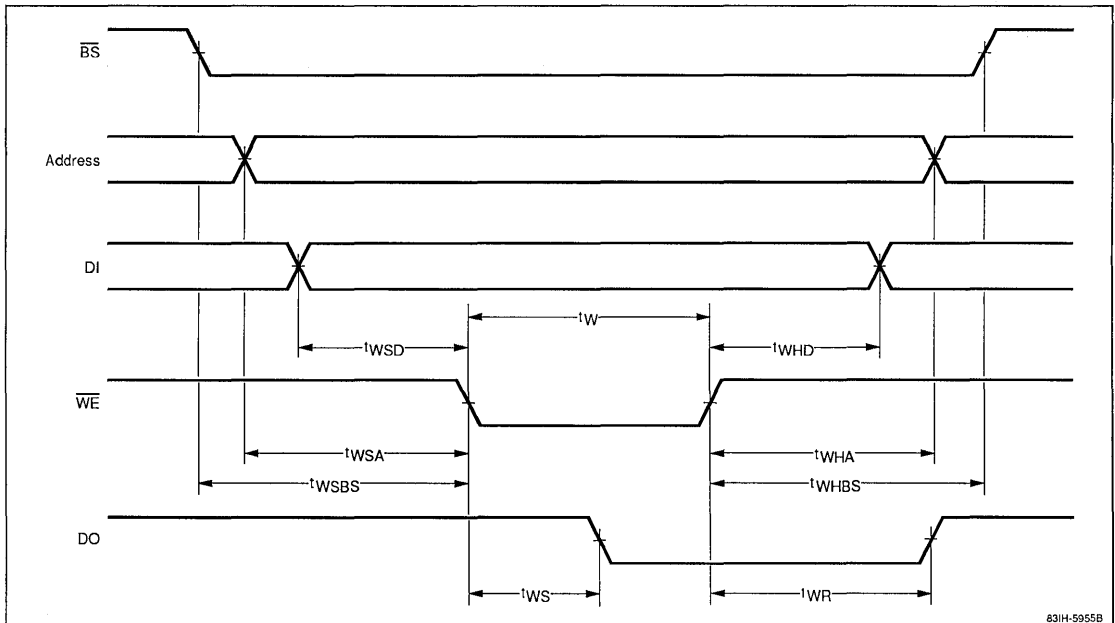 BS
Address
DI
tW
tWSD
tWHD
WE
tWSA
tWHA
tWSBS
tWHBS
DO
tWS
tWR
83IH-5955B